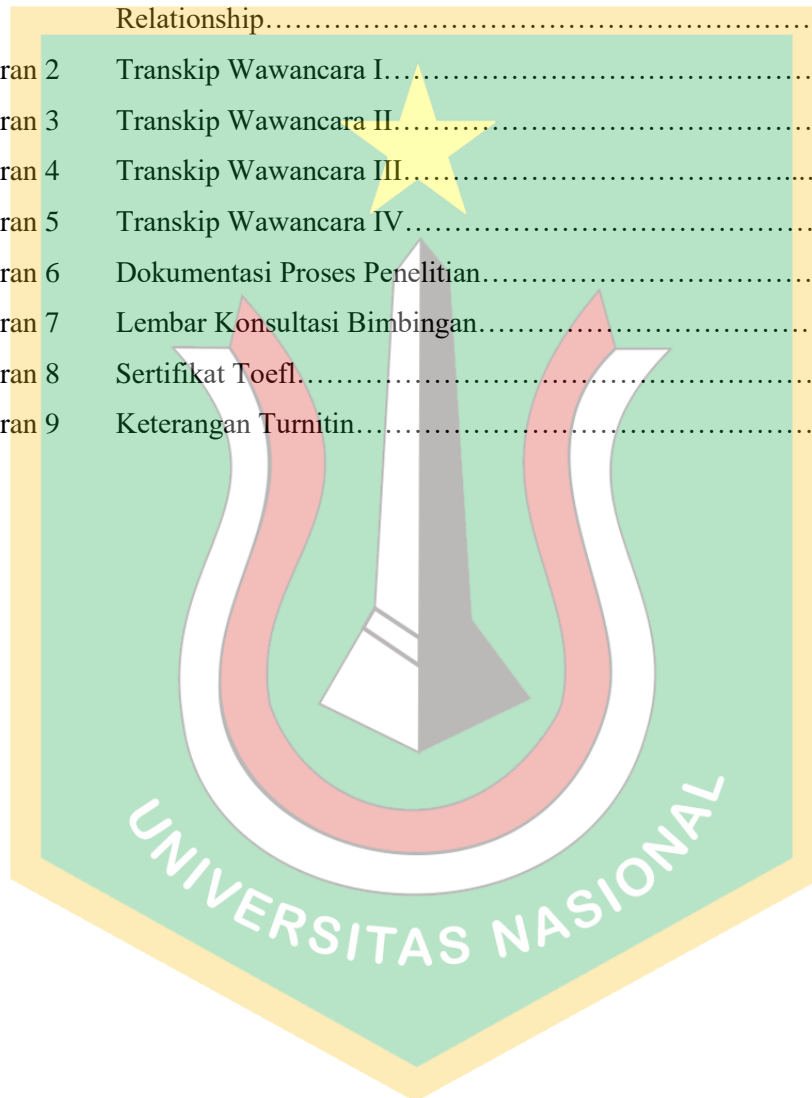 Relationship……………………………………………………
ran 2 Transkip Wawancara I……………………………………………
ran 3 Transkip Wawancara II……………………………………………
ran 4 Transkip Wawancara III………………………………………......
ran 5 Transkip Wawancara IV…………………………………………
ran 6 Dokumentasi Proses Penelitian…………………………………
ran 7 Lembar Konsultasi Bimbingan…………………………………
ran 8 Sertifikat Toefl……………………………………………………
ran 9 Keterangan Turnitin………………………………………………
UNIVERSITAS NASIONAL